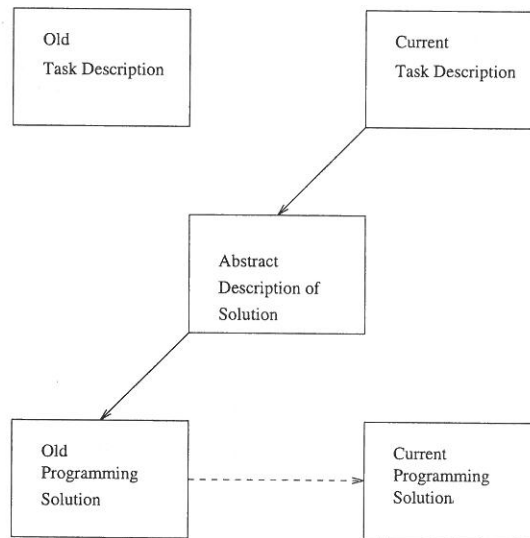 Old
Task Description
Current
Task Description
Abstract
Description of
Solution
Old
Programming
Solution
Current
Programming
Solution.